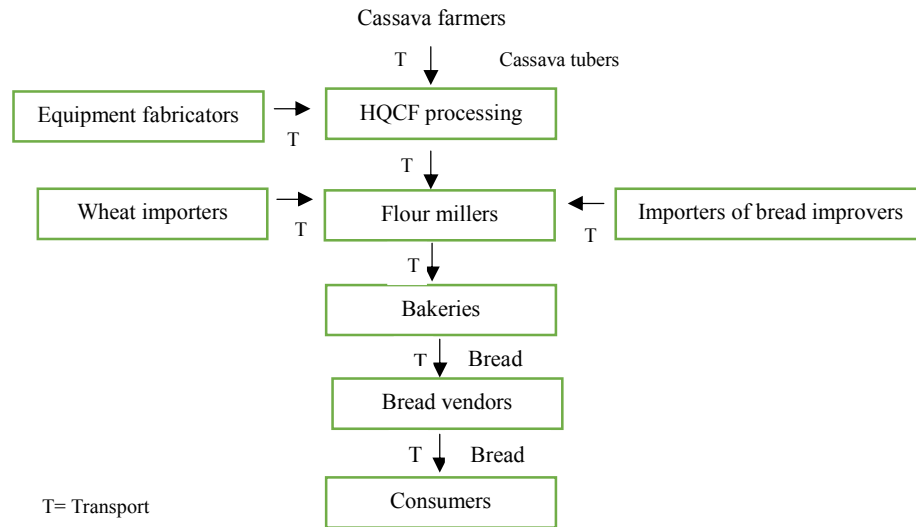 Cassava farmers
T Cassava tubers
Equipment fabricators
T
HQCF processing
T
Wheat importers
T
Flour millers
Importers of bread improvers
T
T
Bakeries
T Bread
Bread vendors
T Bread
Consumers
T= Transport